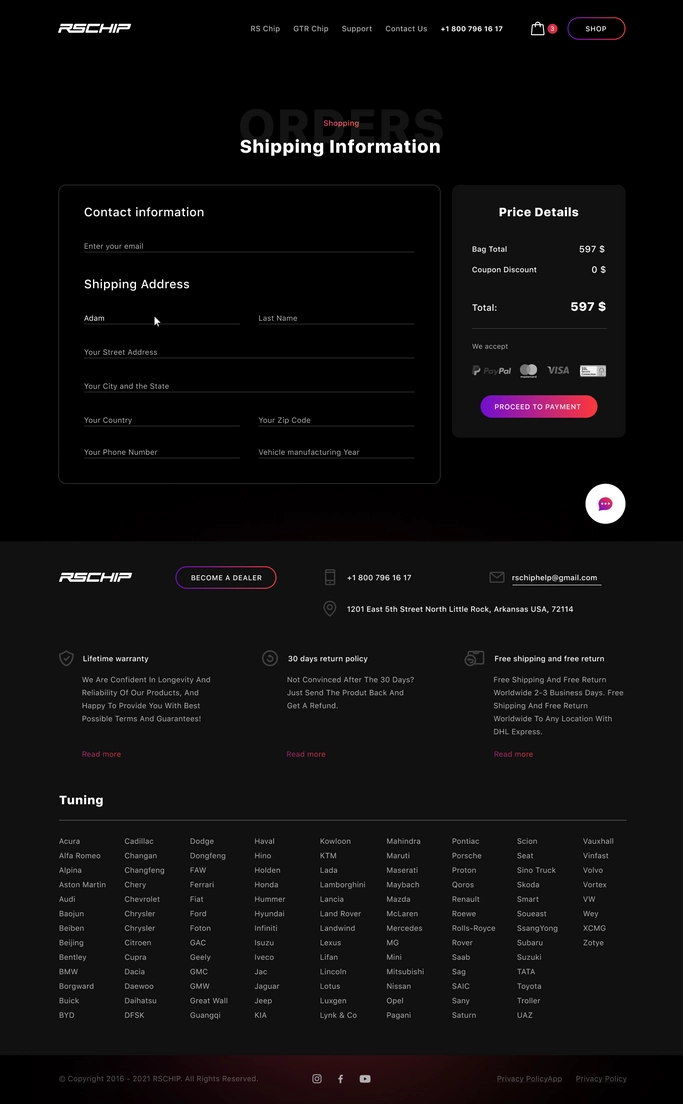 RSCHIP
RS Chip GTR Chip Support Contact Us +1 800 796 16 17 3 SHOP
ORDERS
Shopping
Shipping Information
Contact information
Enter your email
Shipping Address
Adam Last Name
Your Street Address
Your City and the State
Your Country Your Zip Code
Your Phone Number Vehicle manufacturing Year
Price Details
Bag Total 597 $
Coupon Discount 0 $
Total: 597 $
We accept
PayPal VISA
PROCEED TO PAYMENT
RSCHIP BECOME A DEALER +1 800 796 16 17 rschiphelp@gmail.com
1201 East 5th Street North Little Rock, Arkansas USA, 72114
Lifetime warranty
We Are Confident In Longevity And
Reliability Of Our Products, And
Happy To Provide You With Best
Possible Terms And Guarantees!
Read more
30 days return policy
Not Convinced After The 30 Days?
Just Send The Produt Back And
Get A Refund.
Read more
Free shipping and free return
Free Shipping And Free Return
Worldwide 2-3 Business Days. Free
Shipping And Free Return
Worldwide To Any Location With
DHL Express.
Read more
Tuning
Acura Cadillac Dodge Haval Kowloon Mahindra Pontiac Scion Vauxhall
Alfa Romeo Changan Dongfeng Hino KTM Maruti Porsche Seat Vinfast
Alpina Changfeng FAW Holden Lada Maserati Proton Sino Truck Volvo
Aston Martin Chery Ferrari Honda Lamborghini Maybach Qoros Skoda Vortex
Audi Chevrolet Fiat Hummer Lancia Mazda Renault Smart VW
Baojun Chrysler Ford Hyundai Land Rover McLaren Roewe Soueast Wey
Beiben Chrysler Foton Infiniti Landwind Mercedes Rolls-Royce SsangYong XCMG
Beijing Citroen GAC Isuzu Lexus MG Rover Subaru Zotye
Bentley Cupra Geely Iveco Lifan Mini Saab Suzuki
BMW Dacia GMC Jac Lincoln Mitsubishi Sag TATA
Borgward Daewoo GMW Jaguar Lotus Nissan SAIC Toyota
Buick Daihatsu Great Wall Jeep Luxgen Opel Sany Troller
BYD DFSK Guangqi KIA Lynk & Co Pagani Saturn UAZ
© Copyright 2016 - 2021 RSCHIP. All Rights Reserved. Privacy PolicyApp Privacy Policy